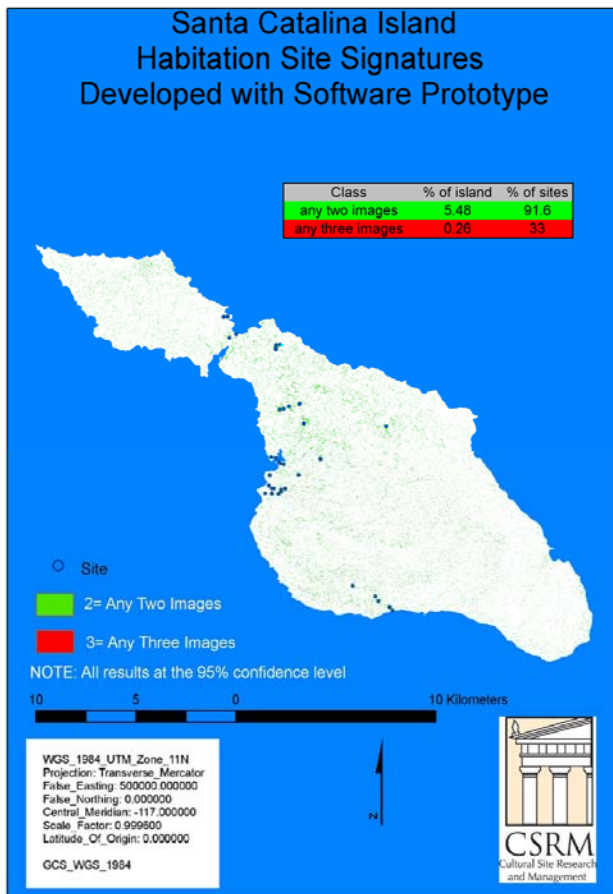 Santa Catalina Island
Habitation Site Signatures
Developed with Software Prototype
Class % of island % of sites
any two images 5.48 91.6
any three images 0.26 33
Site
2= Any Two Images
3= Any Three Images
NOTE: All results at the 95% confidence level
10 5 0 10 Kilometers
WGS_1984_UTM_Zone_11N
Projection: Transverse_Mercator
False_Easting: 500000.000000
False_Northing: 0.000000
Central_Meridian: -117.000000
Scale_Factor: 0.999600
Latitude_Of_Origin: 0.000000
GCS_WGS_1984
N
CSRM
Cultural Site Research
and Management